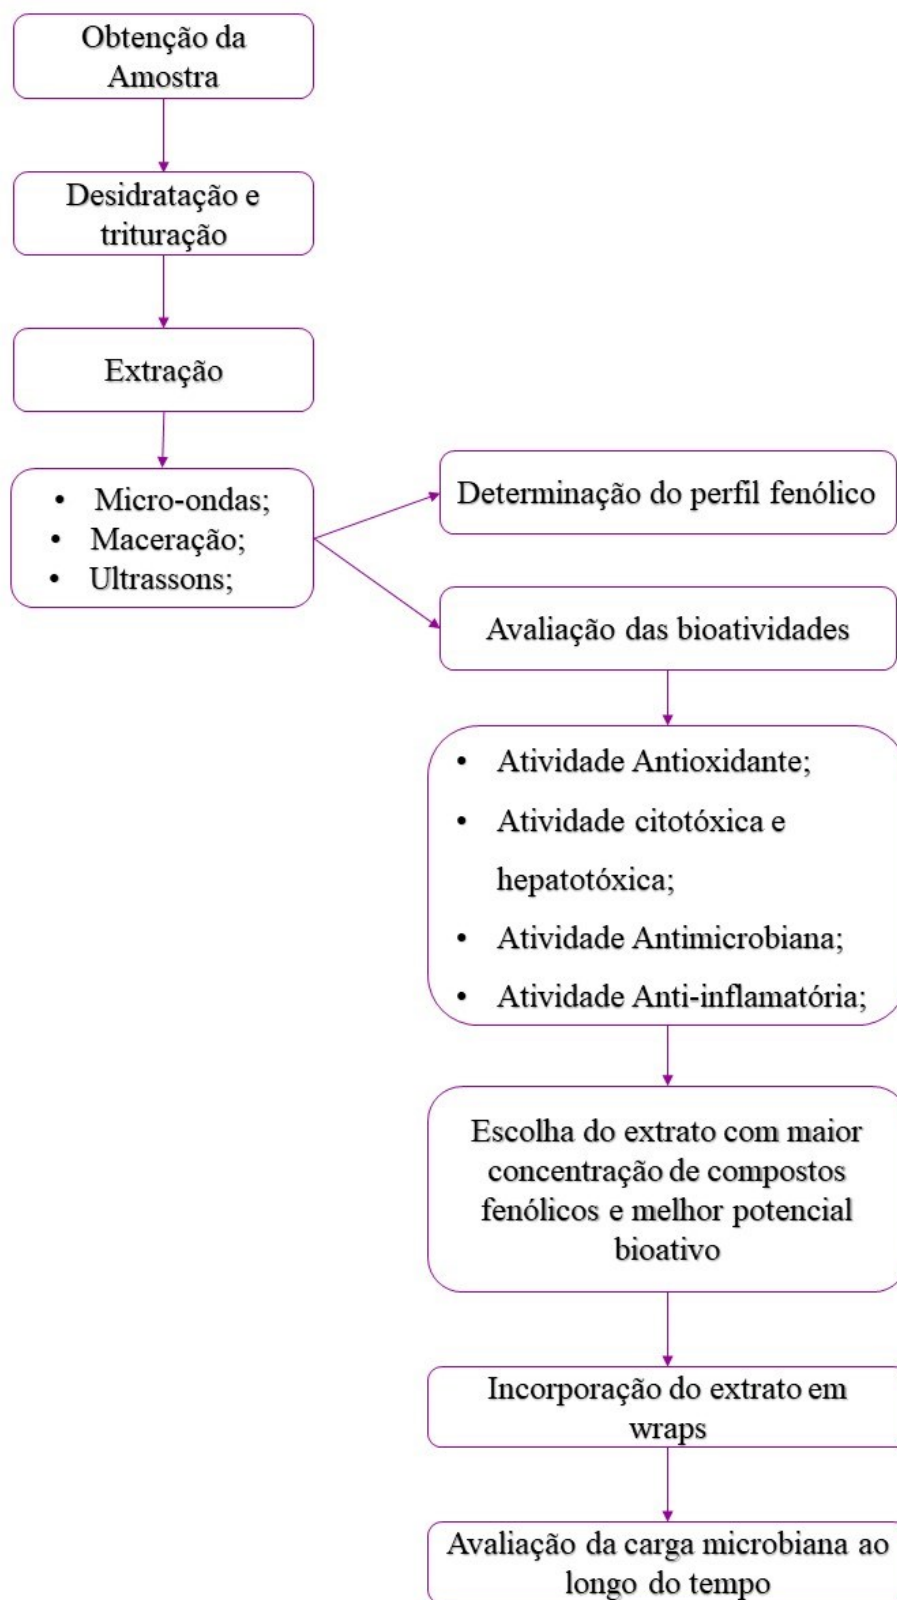 Obtenção da
Amostra
Desidratação e
trituração
Extração
• Micro-ondas;
• Maceração;
• Ultrassons;
Determinação do perfil fenólico
Avaliação das bioatividades
• Atividade Antioxidante;
• Atividade citotóxica e
hepatotóxica;
• Atividade Antimicrobiana;
• Atividade Anti-inflamatória;
Escolha do extrato com maior
concentração de compostos
fenólicos e melhor potencial
bioativo
Incorporação do extrato em
wraps
Avaliação da carga microbiana ao
longo do tempo